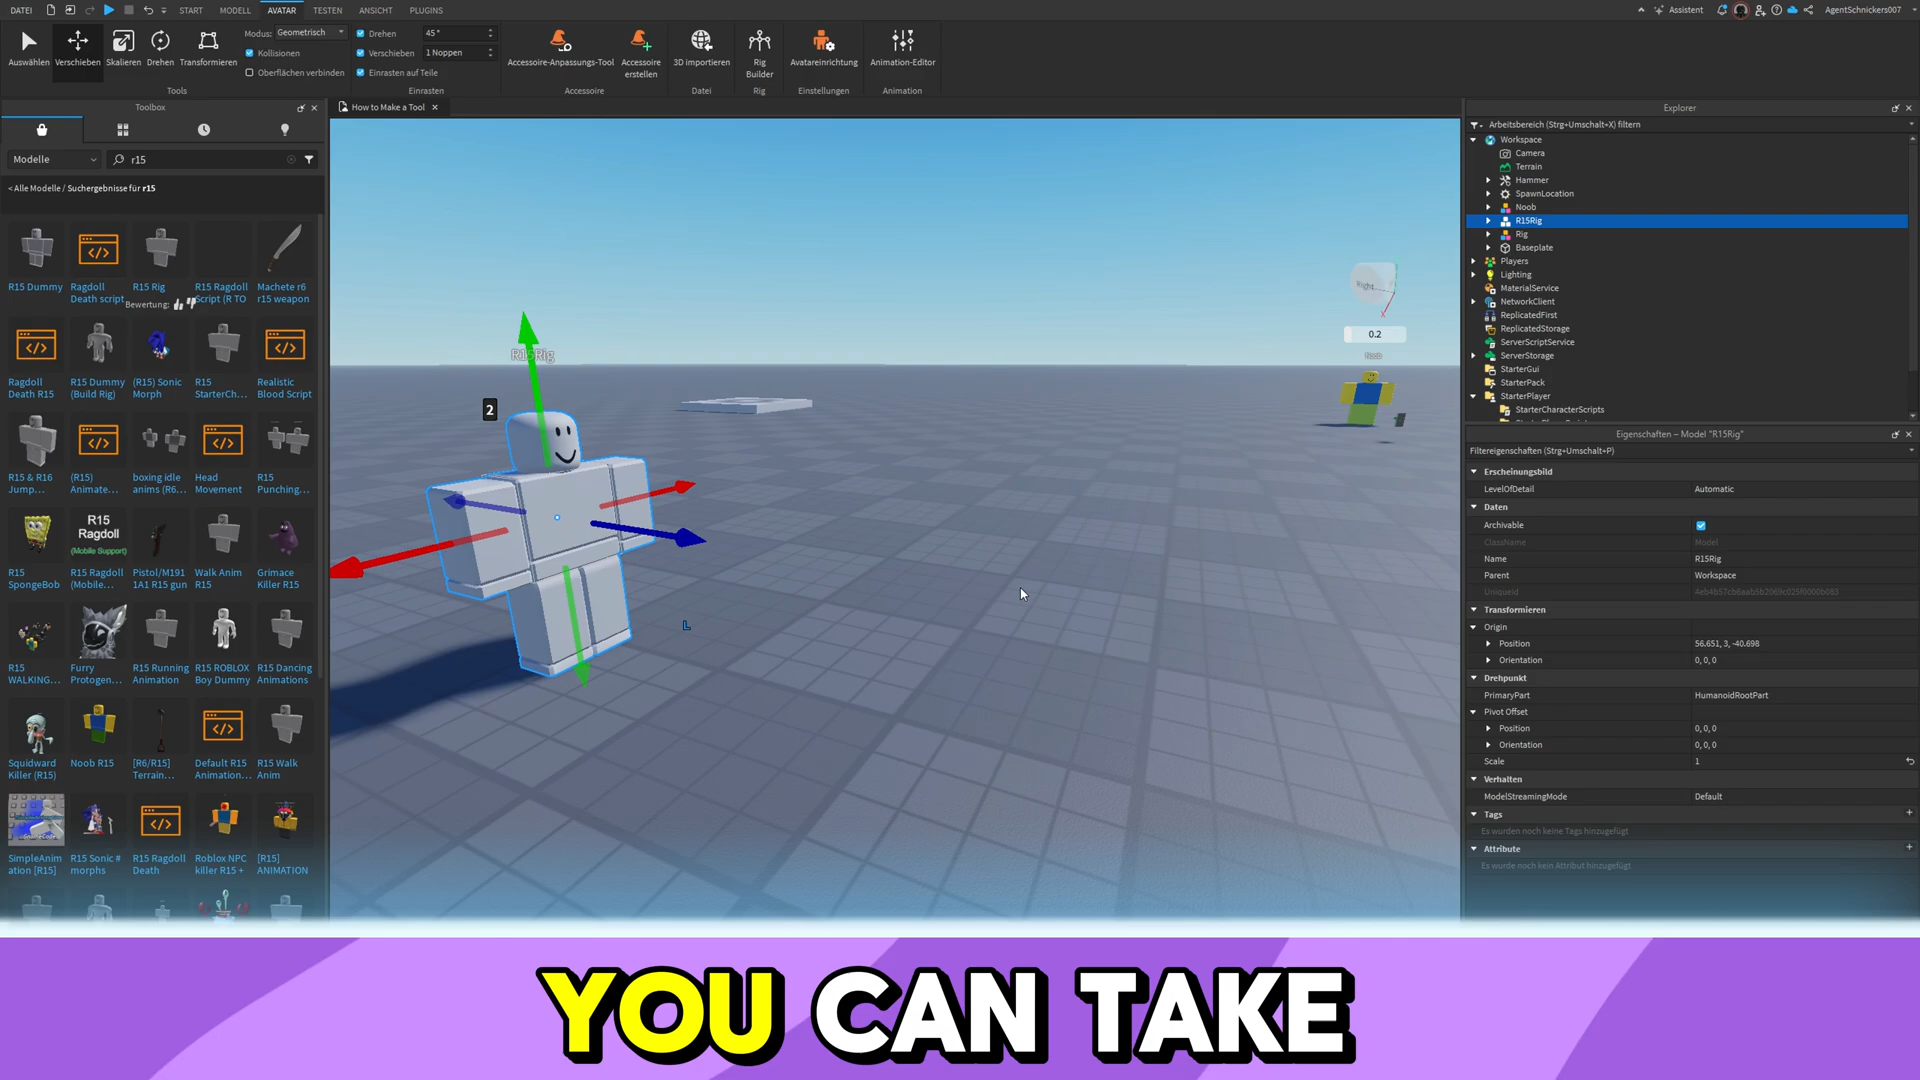 DATEI START MODELL AVATAR TESTEN ANSICHT PLUGINS Assistent AgentSchnickers007
Auswählen Verschieben Skalieren Drehen Transformieren
Modus: Geometrisch
Kollisionen
Oberflächen verbinden
Tools
Drehen 45°
Verschieben 1 Noppen
Einrasten auf Teile
Einrasten
Accessoire-Anpassungs-Tool
Accessoire
erstellen
Accessoire
3D importieren
Datei
Rig
Builder
Rig
Avatareinrichtung
Einstellungen
Animation-Editor
Animation
Toolbox
How to Make a Tool
Modelle r15
< Alle Modelle / Suchergebnisse für r15
R15 Dummy
Ragdoll
Death script
R15 Rig
R15 Ragdoll
Script (R TO
Machete r6
r15 weapon
Bewertung:
Ragdoll
Death R15
R15 Dummy
(Build Rig)
(R15) Sonic
Morph
R15
StarterCh...
Realistic
Blood Script
R15 & R16
Jump...
(R15)
Animate...
boxing idle
anims (R6...
Head
Movement
R15
Punching...
R15
Ragdoll
(Mobile Support)
R15
SpongeBob
R15 Ragdoll
(Mobile...
Pistol/M191
1A1 R15 gun
Walk Anim
R15
Grimace
Killer R15
R15
WALKING...
Furry
Protogen...
R15 Running
Animation
R15 ROBLOX
Boy Dummy
R15 Dancing
Animations
Squidward
Killer (R15)
Noob R15
[R6/R15]
Terrain...
Default R15
Animation...
R15 Walk
Anim
SimpleAnim
ation [R15]
R15 Sonic #
morphs
R15 Ragdoll
Death
Roblox NPC
killer R15 +
[R15]
ANIMATION
R15Rig
2
L
Right
X
0.2
Noob
Explorer
Arbeitsbereich (Strg+Umschalt+X) filtern
Workspace
Camera
Terrain
Hammer
SpawnLocation
Noob
R15Rig
Rig
Baseplate
Players
Lighting
MaterialService
NetworkClient
ReplicatedFirst
ReplicatedStorage
ServerScriptService
ServerStorage
StarterGui
StarterPack
StarterPlayer
StarterCharacterScripts
Eigenschaften – Model "R15Rig"
Filtereigenschaften (Strg+Umschalt+P)
Erscheinungsbild
LevelOfDetail Automatic
Daten
Archivable
ClassName Model
Name R15Rig
Parent Workspace
UniqueId
Transformieren
Origin
Position 56.651, 3, -40.698
Orientation 0, 0, 0
Drehpunkt
PrimaryPart HumanoidRootPart
Pivot Offset
Position 0, 0, 0
Orientation 0, 0, 0
Scale 1
Verhalten
ModelStreamingMode Default
Tags
Es wurden noch keine Tags hinzugefügt
Attribute
Es wurde noch kein Attribut hinzugefügt
YOU CAN TAKE